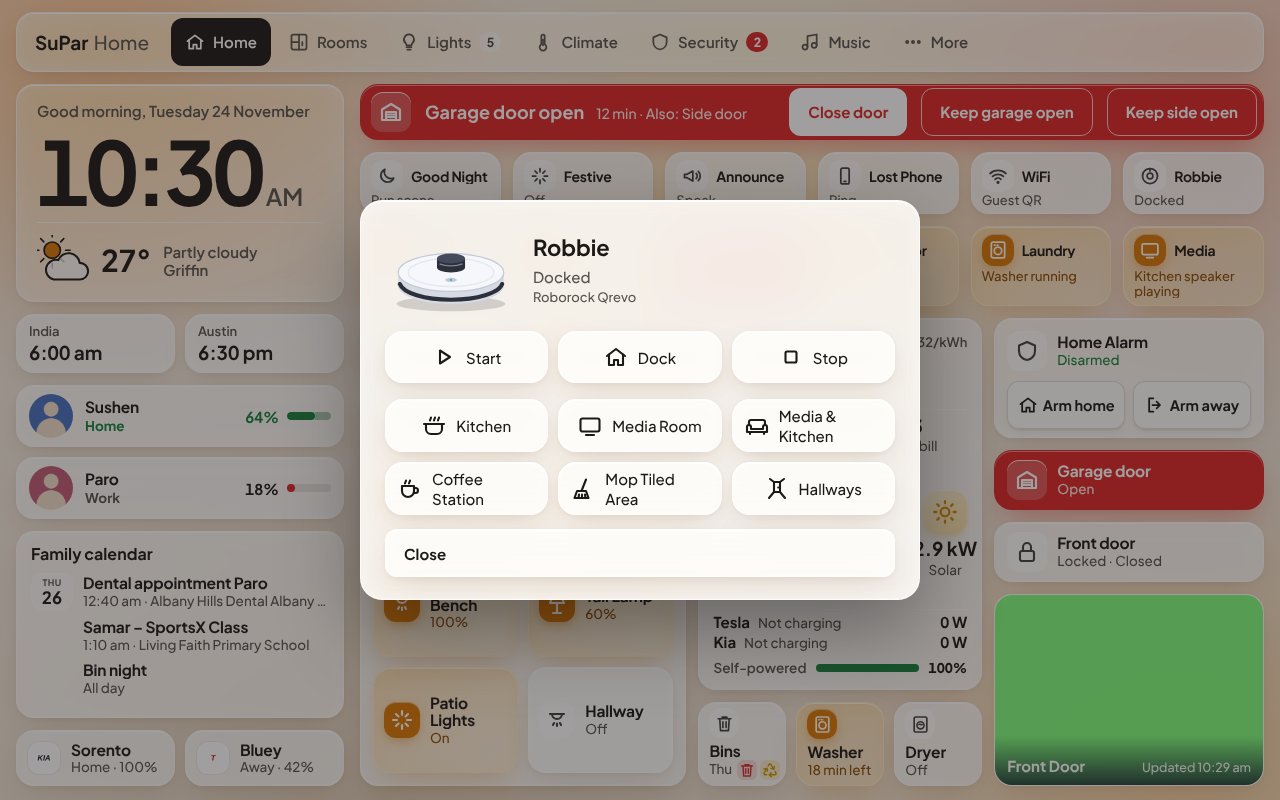 SuPar Home
Home
Rooms
Lights 5
Climate
Security 2
Music
More
Good morning, Tuesday 24 November
10:30 AM
27° Partly cloudy
Griffin
India
6:00 am
Austin
6:30 pm
Sushen
Home
64%
Paro
Work
18%
Family calendar
THU
26
Dental appointment Paro
12:40 am · Albany Hills Dental Albany ...
Samar – SportsX Class
1:10 am · Living Faith Primary School
Bin night
All day
KIA
Sorento
Home · 100%
T
Bluey
Away · 42%
Garage door open 12 min · Also: Side door
Close door
Keep garage open
Keep side open
Good Night
Festive
Off
Announce
Speak
Lost Phone
Ring
WiFi
Guest QR
Robbie
Docked
Laundry
Washer running
Media
Kitchen speaker
playing
Robbie
Docked
Roborock Qrevo
Start
Dock
Stop
Kitchen
Media Room
Media &
Kitchen
Coffee
Station
Mop Tiled
Area
Hallways
Close
32/kWh
bill
2.9 kW
Solar
Bench
100%
60%
Patio
Lights
On
Hallway
Off
Tesla Not charging 0 W
Kia Not charging 0 W
Self-powered 100%
Bins
Thu
Washer
18 min left
Dryer
Off
Home Alarm
Disarmed
Arm home
Arm away
Garage door
Open
Front door
Locked · Closed
Front Door
Updated 10:29 am